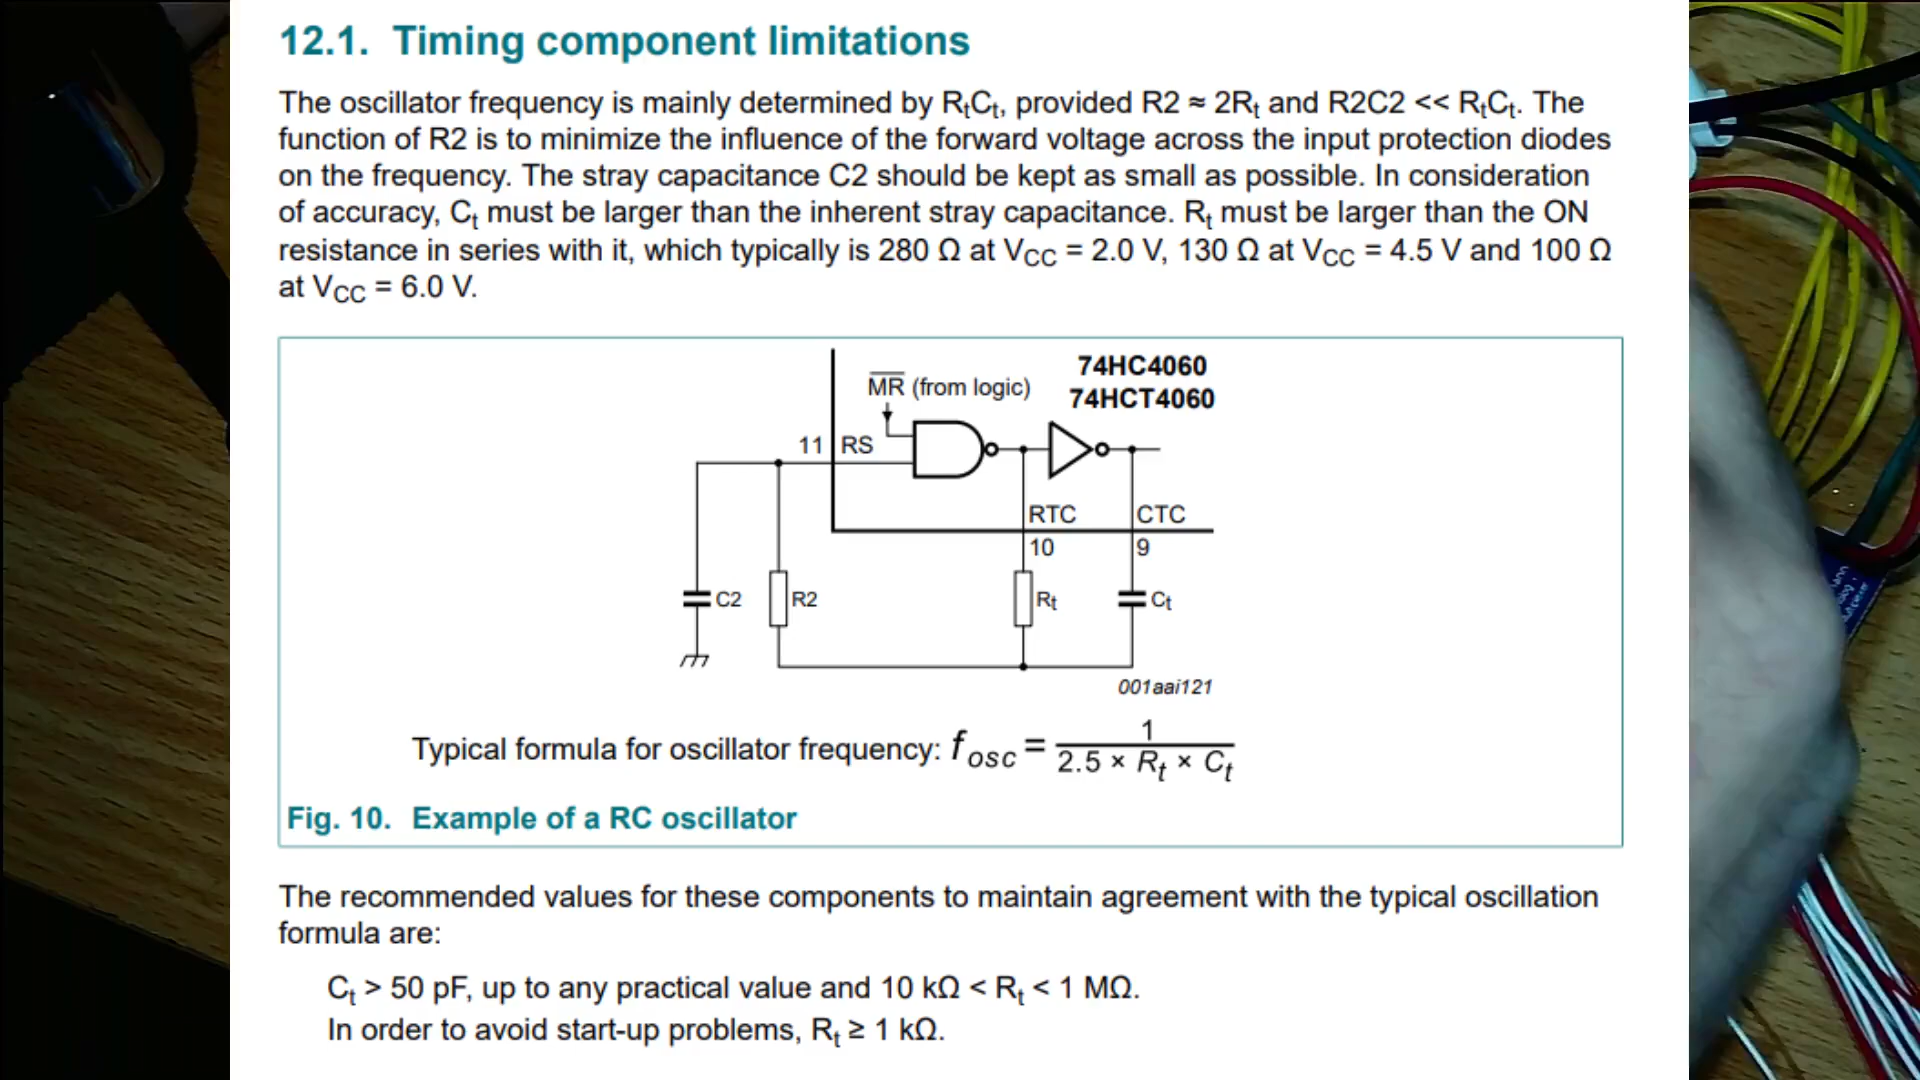 12.1. Timing component limitations
The oscillator frequency is mainly determined by RtCt, provided R2 ≈ 2Rt and R2C2 << RtCt. The
function of R2 is to minimize the influence of the forward voltage across the input protection diodes
on the frequency. The stray capacitance C2 should be kept as small as possible. In consideration
of accuracy, Ct must be larger than the inherent stray capacitance. Rt must be larger than the ON
resistance in series with it, which typically is 280 Ω at VCC = 2.0 V, 130 Ω at VCC = 4.5 V and 100 Ω
at VCC = 6.0 V.
74HC4060
MR (from logic)
74HCT4060
11 RS
RTC CTC
10 9
C2 R2 Rt Ct
001aai121
Typical formula for oscillator frequency: fosc = 1 / 2.5 × Rt × Ct
Fig. 10. Example of a RC oscillator
The recommended values for these components to maintain agreement with the typical oscillation
formula are:
Ct > 50 pF, up to any practical value and 10 kΩ < Rt < 1 MΩ.
In order to avoid start-up problems, Rt ≥ 1 kΩ.